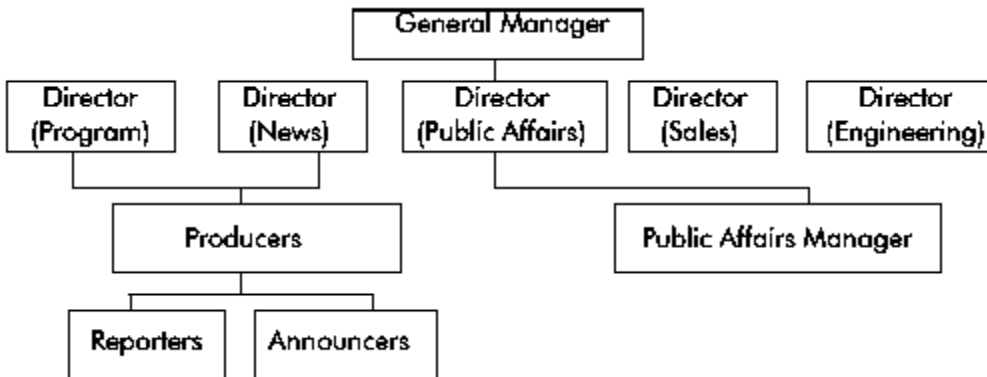 General Manager
Director
(Program)
Director
(News)
Director
(Public Affairs)
Director
(Sales)
Director
(Engineering)
Producers
Public Affairs Manager
Reporters
Announcers